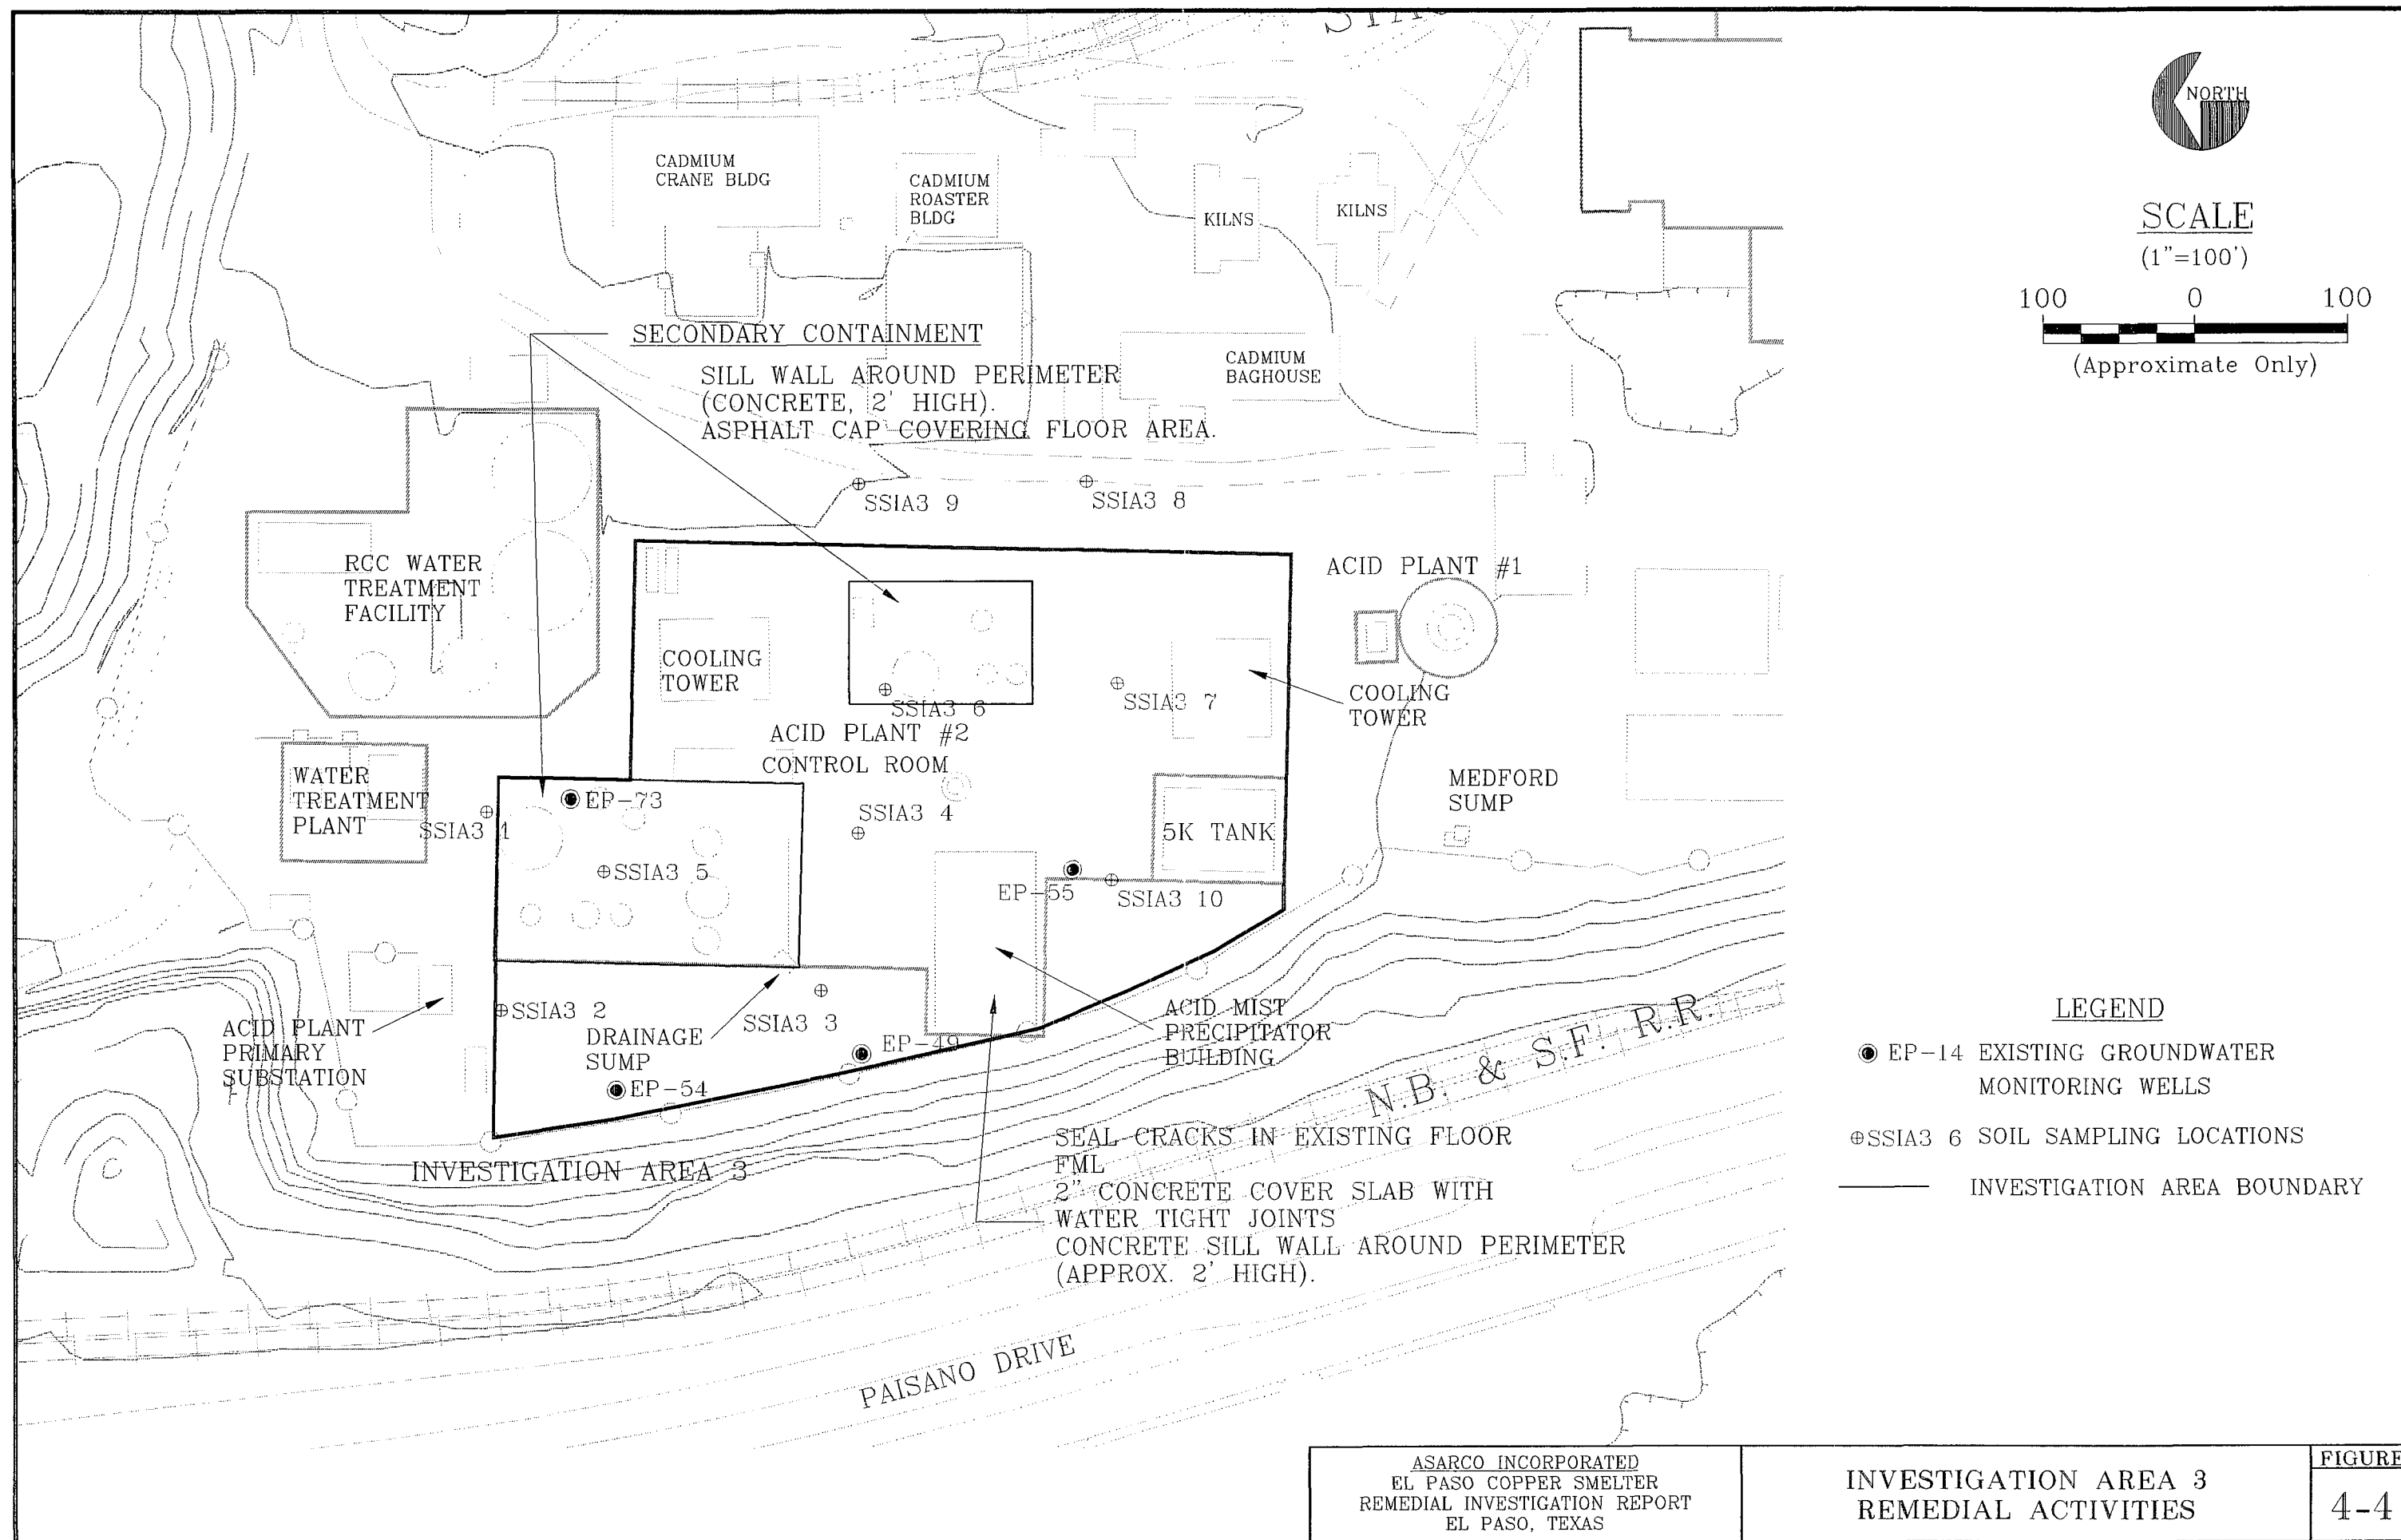 NORTH
SCALE
(1"=100')
100 0 100
(Approximate Only)
CADMIUM
CRANE BLDG
CADMIUM
ROASTER
BLDG
KILNS
KILNS
SECONDARY CONTAINMENT
SILL WALL AROUND PERIMETER
(CONCRETE, 2' HIGH).
ASPHALT CAP COVERING FLOOR AREA.
CADMIUM
BAGHOUSE
SSIA3 9
SSIA3 8
RCC WATER
TREATMENT
FACILITY
ACID PLANT #1
COOLING
TOWER
SSIA3 6
SSIA3 7
COOLING
TOWER
ACID PLANT #2
CONTROL ROOM
WATER
TREATMENT
PLANT
SSIA3 1
EP-73
SSIA3 4
MEDFORD
SUMP
5K TANK
SSIA3 5
EP-55
SSIA3 10
SSIA3 2
DRAINAGE
SUMP
SSIA3 3
EP-49
EP-54
ACID PLANT
PRIMARY
SUBSTATION
ACID MIST
PRECIPITATOR
BUILDING
N.B. & S.F. R.R.
INVESTIGATION AREA 3
SEAL CRACKS IN EXISTING FLOOR
FML
2" CONCRETE COVER SLAB WITH
WATER TIGHT JOINTS
CONCRETE SILL WALL AROUND PERIMETER
(APPROX. 2' HIGH).
PAISANO DRIVE
LEGEND
EP-14 EXISTING GROUNDWATER
MONITORING WELLS
SSIA3 6 SOIL SAMPLING LOCATIONS
INVESTIGATION AREA BOUNDARY
ASARCO INCORPORATED
EL PASO COPPER SMELTER
REMEDIAL INVESTIGATION REPORT
EL PASO, TEXAS
INVESTIGATION AREA 3
REMEDIAL ACTIVITIES
FIGURE
4-4